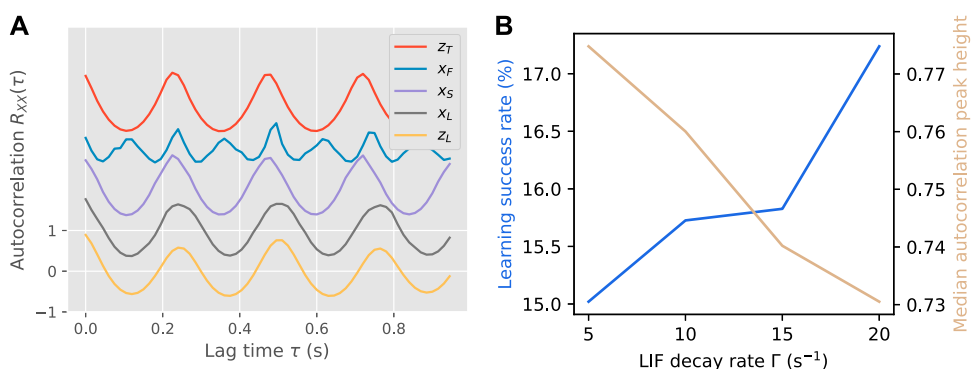 A
Autocorrelation R_XX(τ)
z_T
x_F
x_S
x_L
z_L
1
0
−1
0.0 0.2 0.4 0.6 0.8
Lag time τ (s)
B
Learning success rate (%)
17.0
16.5
16.0
15.5
15.0
5 10 15 20
LIF decay rate Γ (s⁻¹)
0.77
0.76
0.75
0.74
0.73
Median autocorrelation peak height